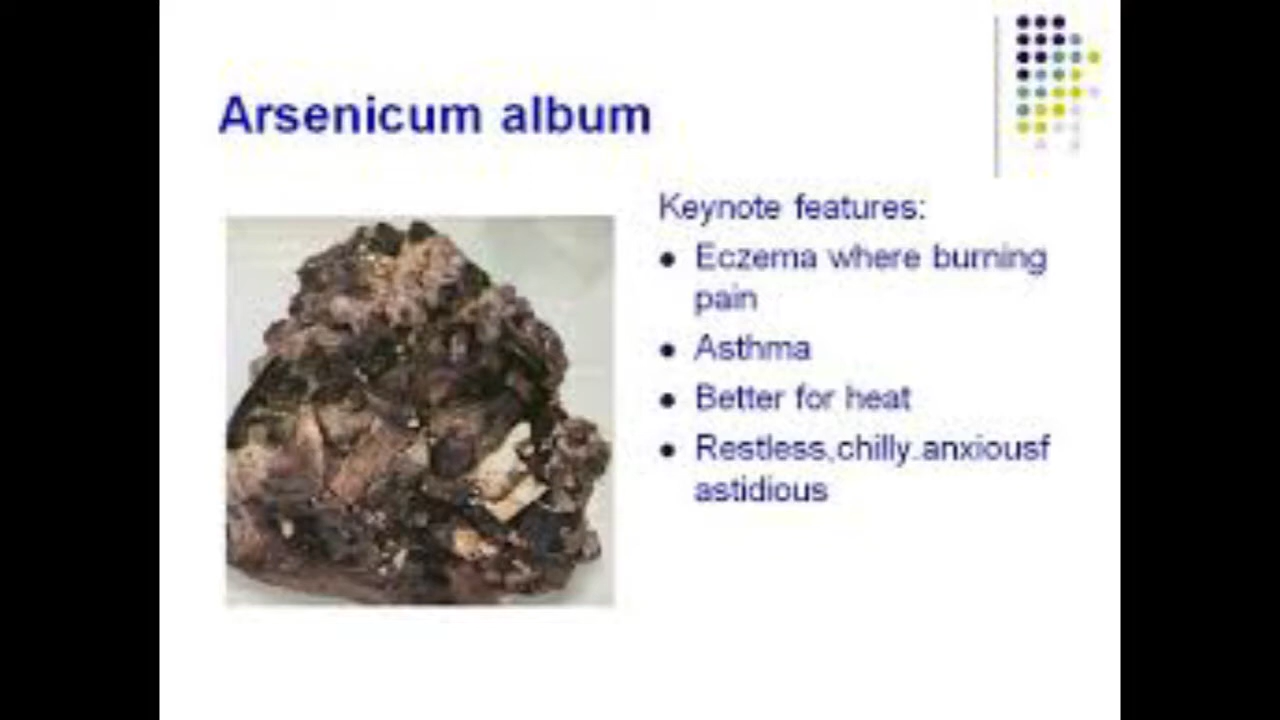 Arsenicum album
Keynote features:
● Eczema where burning
pain
● Asthma
● Better for heat
● Restless,chilly.anxiousf
astidious